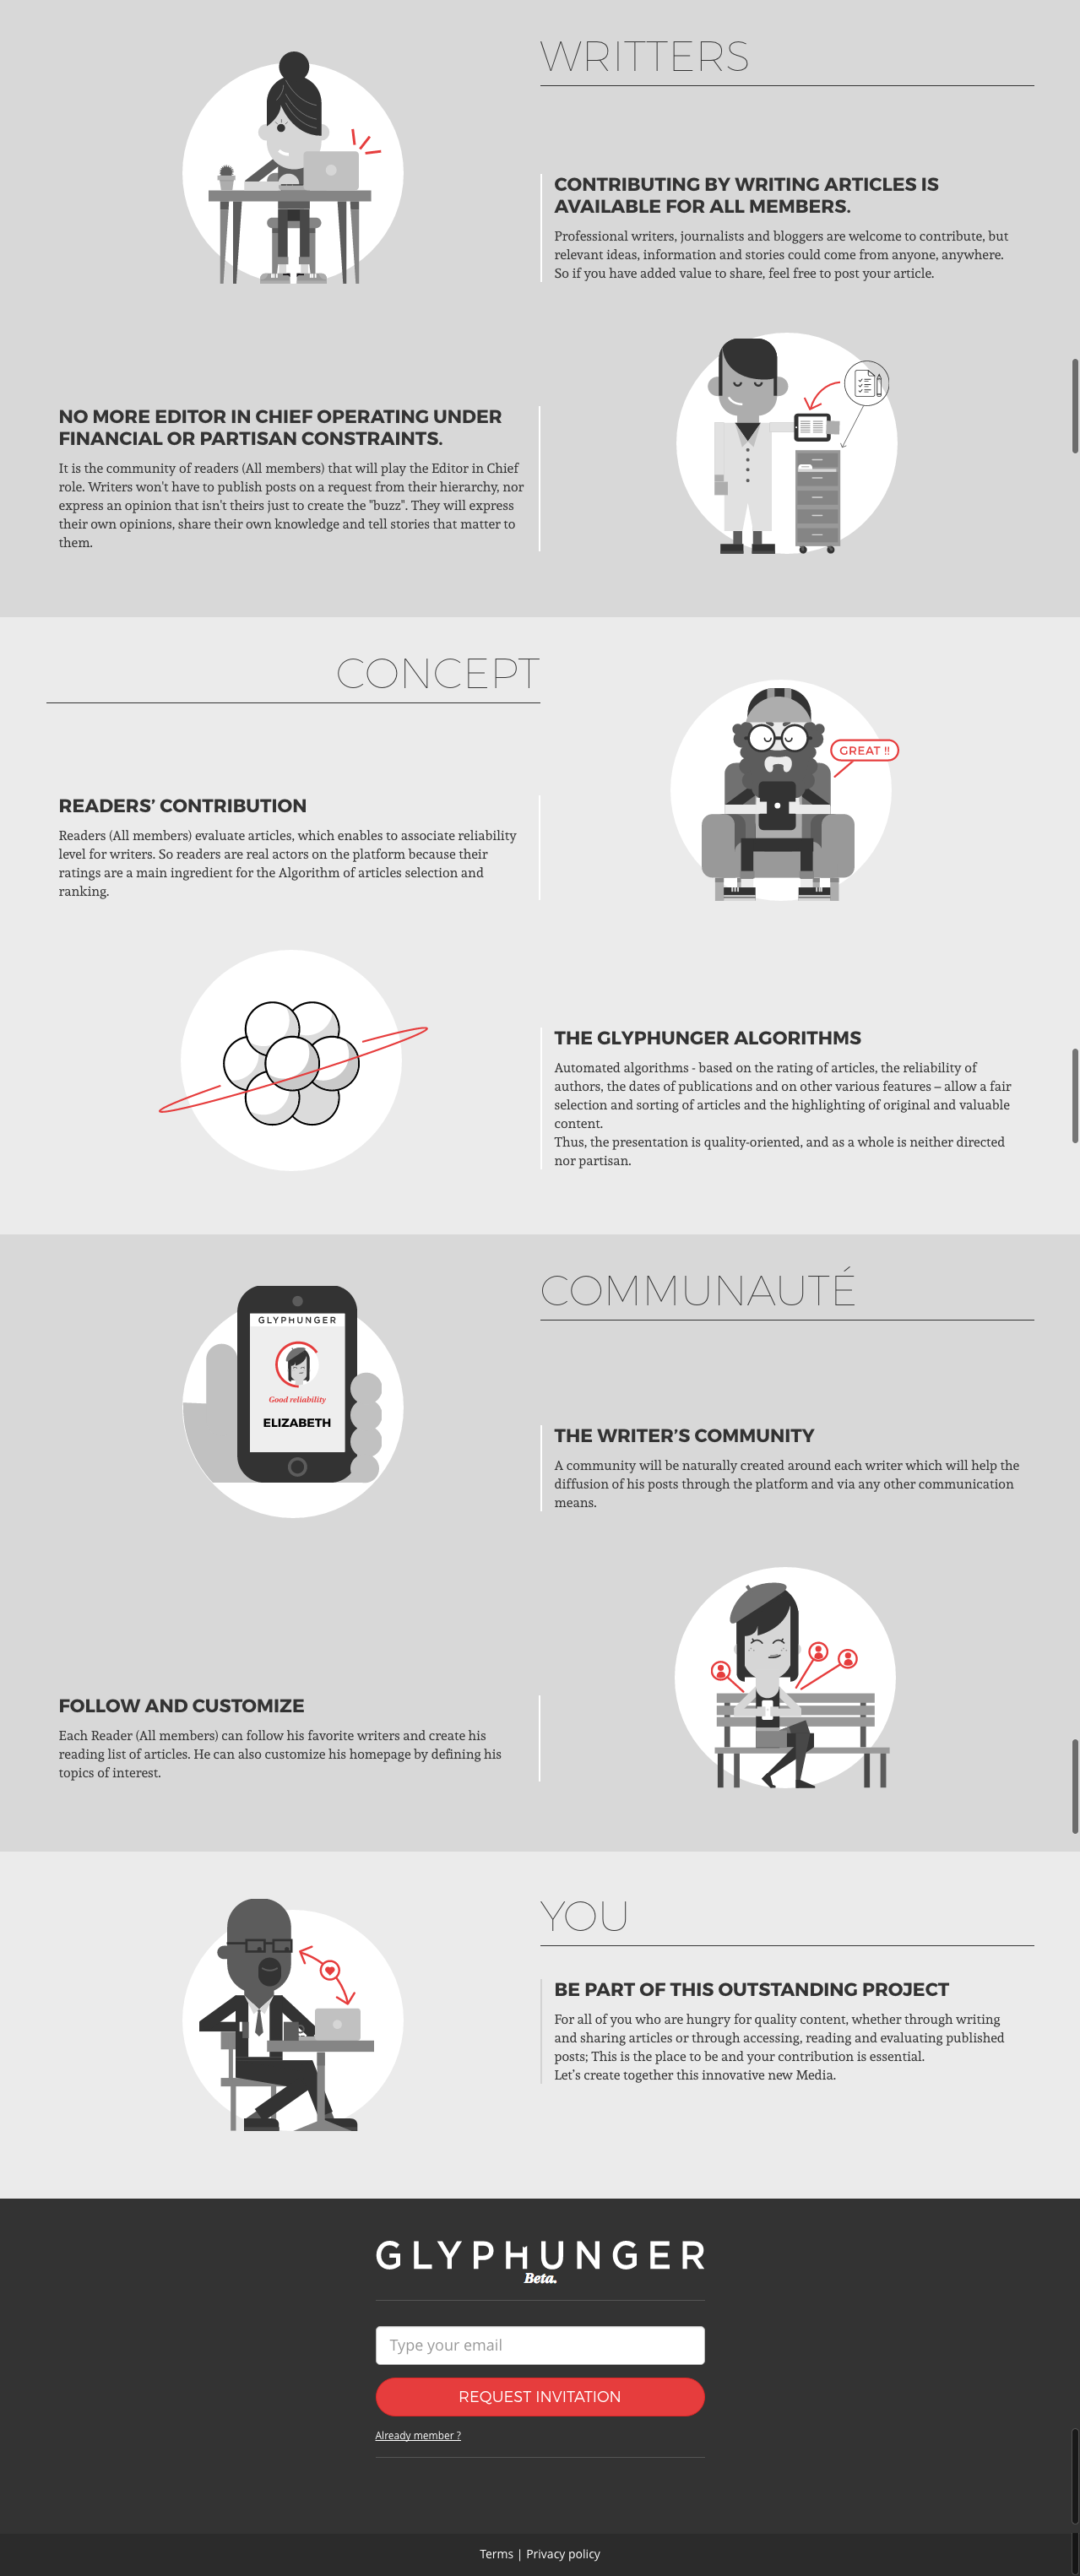 WRITTERS
CONTRIBUTING BY WRITING ARTICLES IS
AVAILABLE FOR ALL MEMBERS.
Professional writers, journalists and bloggers are welcome to contribute, but
relevant ideas, information and stories could come from anyone, anywhere.
So if you have added value to share, feel free to post your article.
NO MORE EDITOR IN CHIEF OPERATING UNDER
FINANCIAL OR PARTISAN CONSTRAINTS.
It is the community of readers (All members) that will play the Editor in Chief
role. Writers won't have to publish posts on a request from their hierarchy, nor
express an opinion that isn't theirs just to create the "buzz". They will express
their own opinions, share their own knowledge and tell stories that matter to
them.
CONCEPT
GREAT !!
READERS’ CONTRIBUTION
Readers (All members) evaluate articles, which enables to associate reliability
level for writers. So readers are real actors on the platform because their
ratings are a main ingredient for the Algorithm of articles selection and
ranking.
THE GLYPHUNGER ALGORITHMS
Automated algorithms - based on the rating of articles, the reliability of
authors, the dates of publications and on other various features – allow a fair
selection and sorting of articles and the highlighting of original and valuable
content.
Thus, the presentation is quality-oriented, and as a whole is neither directed
nor partisan.
COMMUNAUTÉ
GLYPHUNGER
Good reliability
ELIZABETH
THE WRITER’S COMMUNITY
A community will be naturally created around each writer which will help the
diffusion of his posts through the platform and via any other communication
means.
FOLLOW AND CUSTOMIZE
Each Reader (All members) can follow his favorite writers and create his
reading list of articles. He can also customize his homepage by defining his
topics of interest.
YOU
BE PART OF THIS OUTSTANDING PROJECT
For all of you who are hungry for quality content, whether through writing
and sharing articles or through accessing, reading and evaluating published
posts; This is the place to be and your contribution is essential.
Let’s create together this innovative new Media.
GLYPHUNGER
Beta.
Type your email
REQUEST INVITATION
Already member ?
Terms | Privacy policy